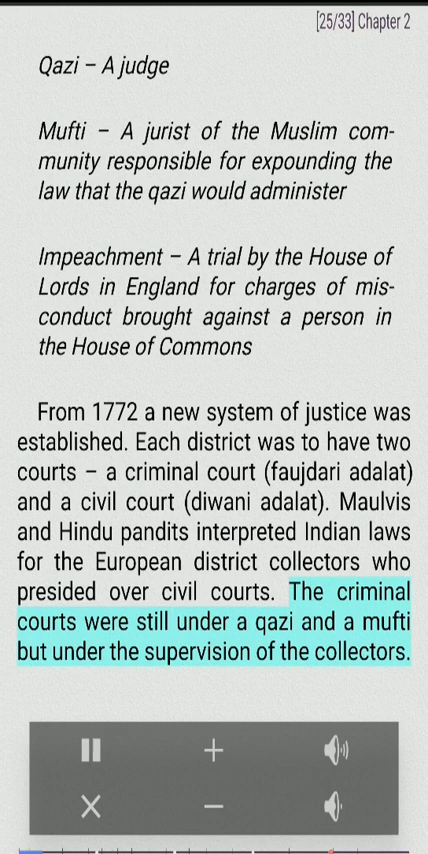 [25/33] Chapter 2
Qazi – A judge
Mufti – A jurist of the Muslim com-
munity responsible for expounding the
law that the qazi would administer
Impeachment – A trial by the House of
Lords in England for charges of mis-
conduct brought against a person in
the House of Commons
From 1772 a new system of justice was
established. Each district was to have two
courts – a criminal court (faujdari adalat)
and a civil court (diwani adalat). Maulvis
and Hindu pandits interpreted Indian laws
for the European district collectors who
presided over civil courts. The criminal
courts were still under a qazi and a mufti
but under the supervision of the collectors.